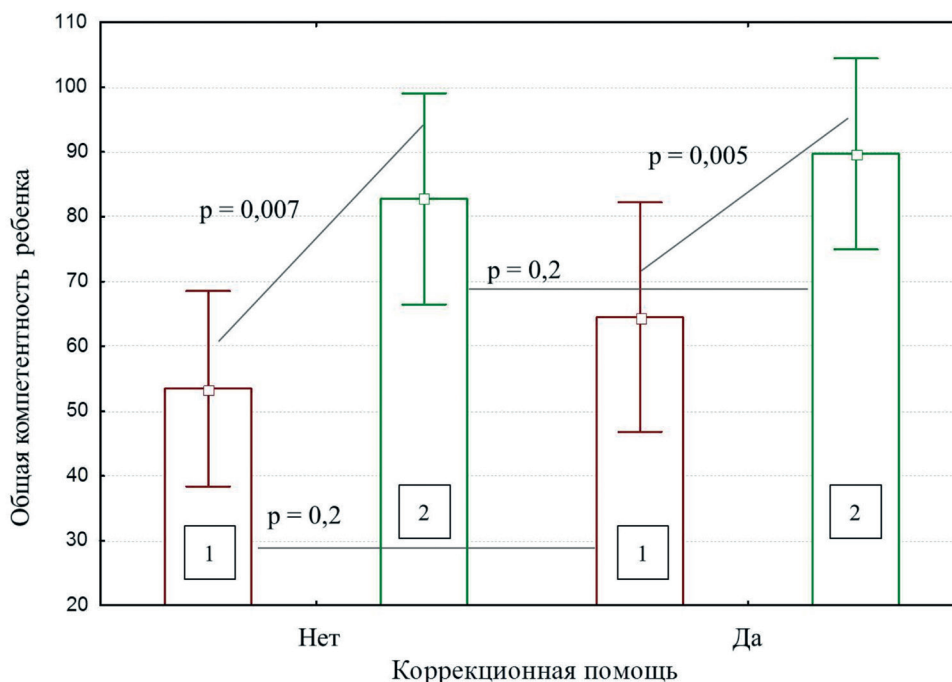 Общая компетентность ребенка
110
100
90
80
70
60
50
40
30
20
p = 0,007
p = 0,005
p = 0,2
p = 0,2
1
2
1
2
Нет
Да
Коррекционная помощь